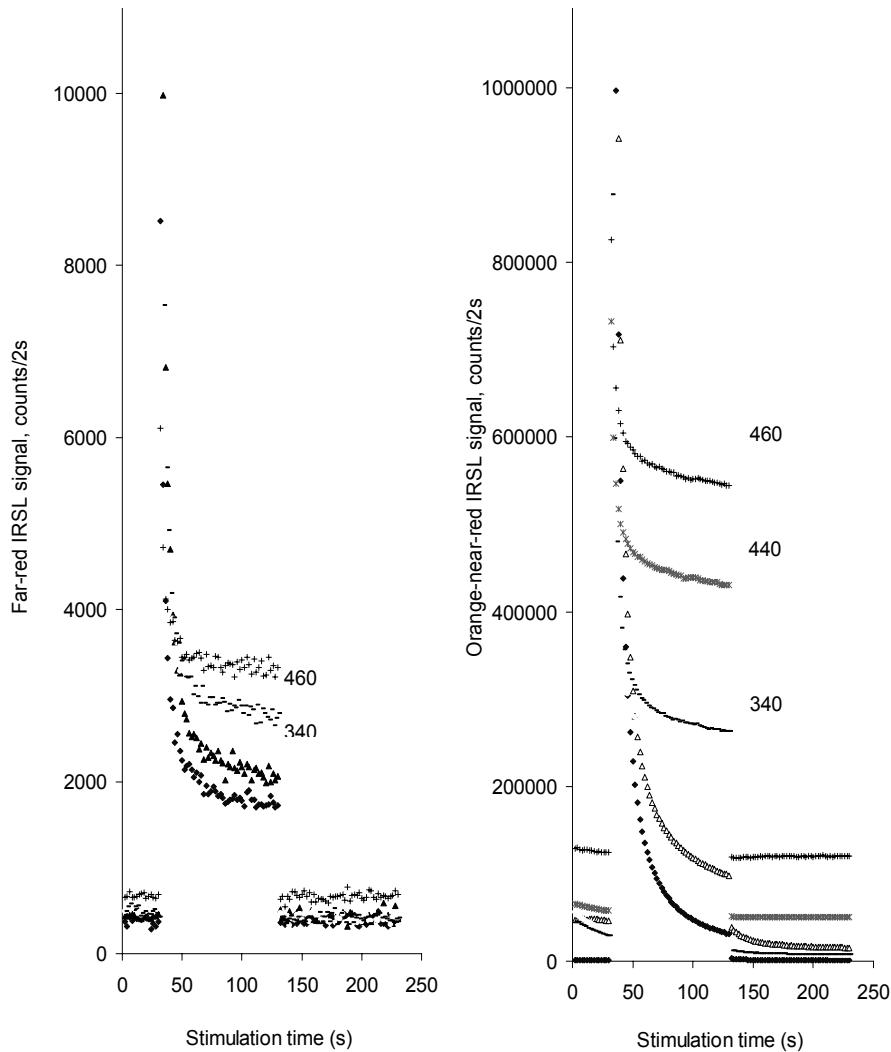 10000
8000
6000
4000
2000
0
Far-red IRSL signal, counts/2s
460
340
0 50 100 150 200 250
Stimulation time (s)
1000000
800000
600000
400000
200000
0
Orange-near-red IRSL signal, counts/2s
460
440
340
0 50 100 150 200 250
Stimulation time (s)